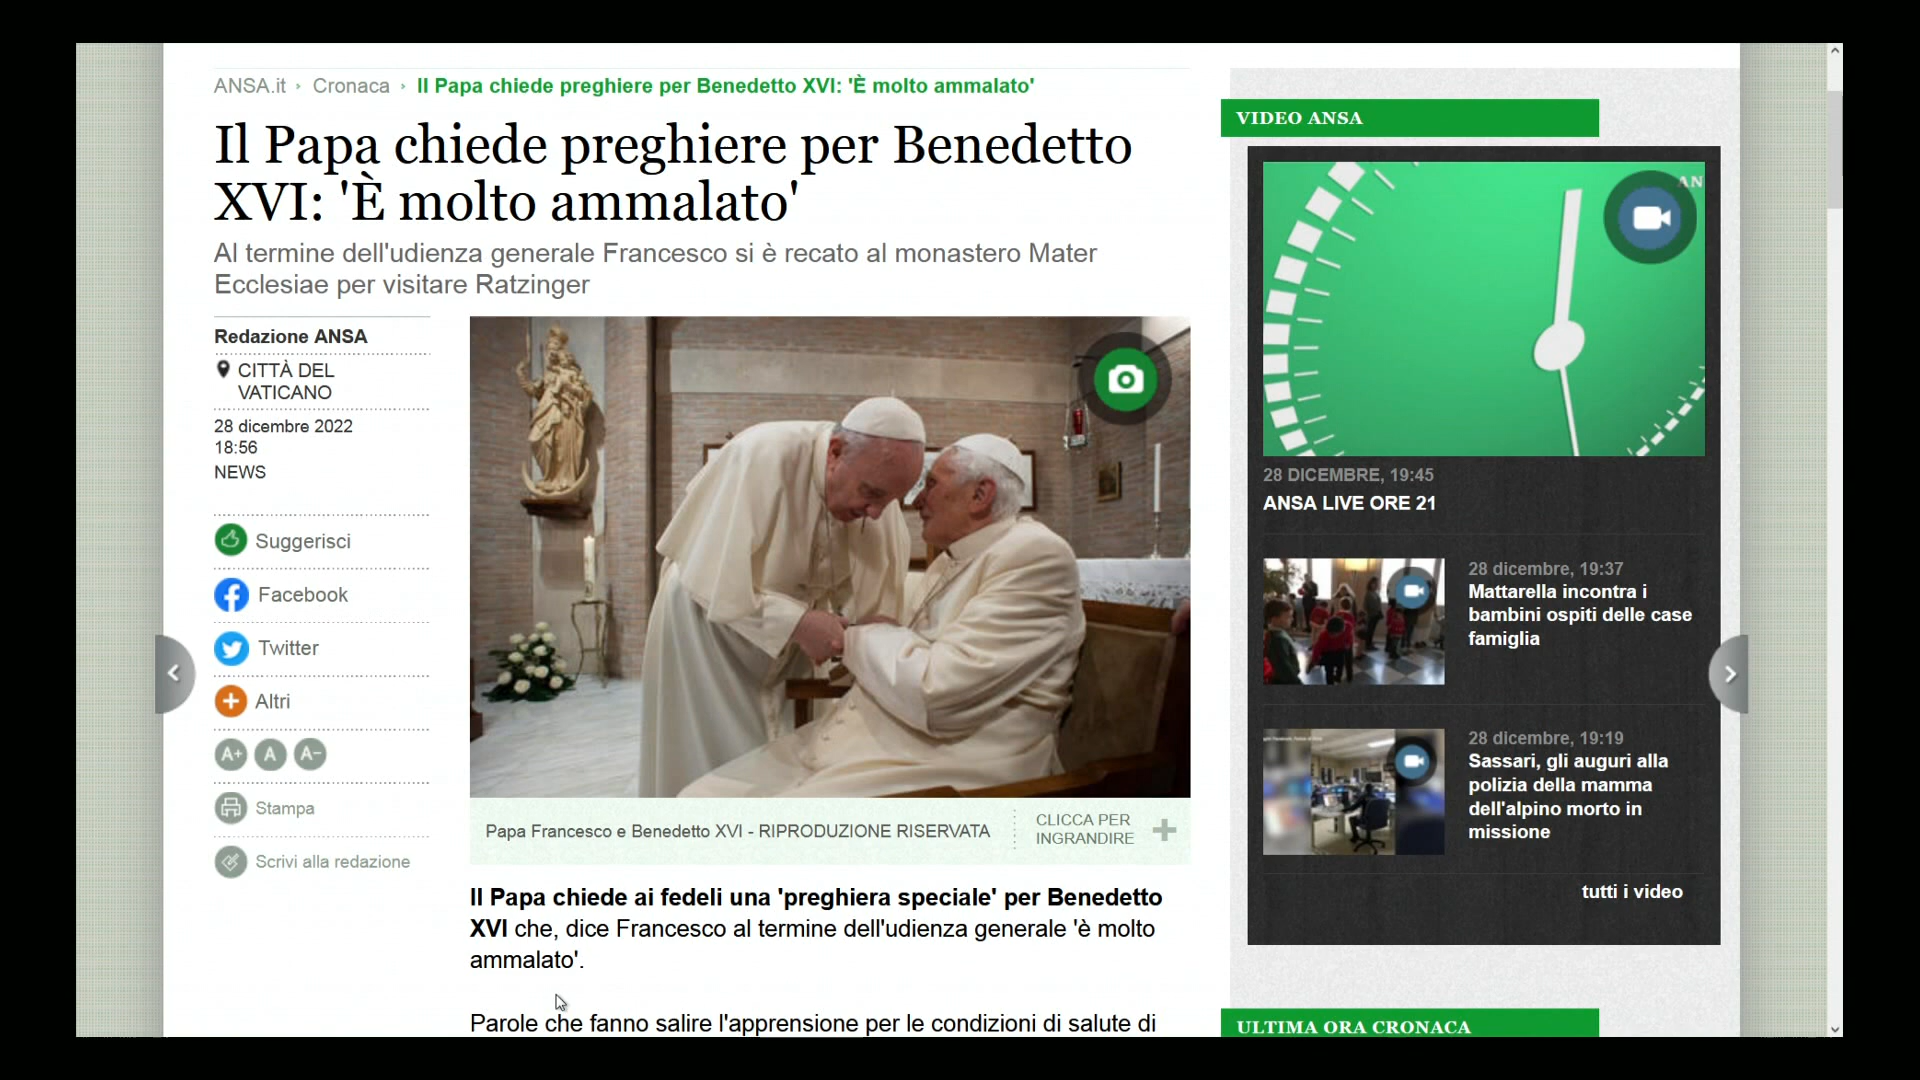 ANSA.it › Cronaca › Il Papa chiede preghiere per Benedetto XVI: 'È molto ammalato'
Il Papa chiede preghiere per Benedetto
XVI: 'È molto ammalato'
Al termine dell'udienza generale Francesco si è recato al monastero Mater
Ecclesiae per visitare Ratzinger
Redazione ANSA
CITTÀ DEL
VATICANO
28 dicembre 2022
18:56
NEWS
Suggerisci
Facebook
Twitter
Altri
A+ A A-
Stampa
Scrivi alla redazione
Papa Francesco e Benedetto XVI - RIPRODUZIONE RISERVATA
CLICCA PER
INGRANDIRE
Il Papa chiede ai fedeli una 'preghiera speciale' per Benedetto
XVI che, dice Francesco al termine dell'udienza generale 'è molto
ammalato'.
Parole che fanno salire l'apprensione per le condizioni di salute di
VIDEO ANSA
AN
28 DICEMBRE, 19:45
ANSA LIVE ORE 21
28 dicembre, 19:37
Mattarella incontra i
bambini ospiti delle case
famiglia
28 dicembre, 19:19
Sassari, gli auguri alla
polizia della mamma
dell'alpino morto in
missione
tutti i video
ULTIMA ORA CRONACA